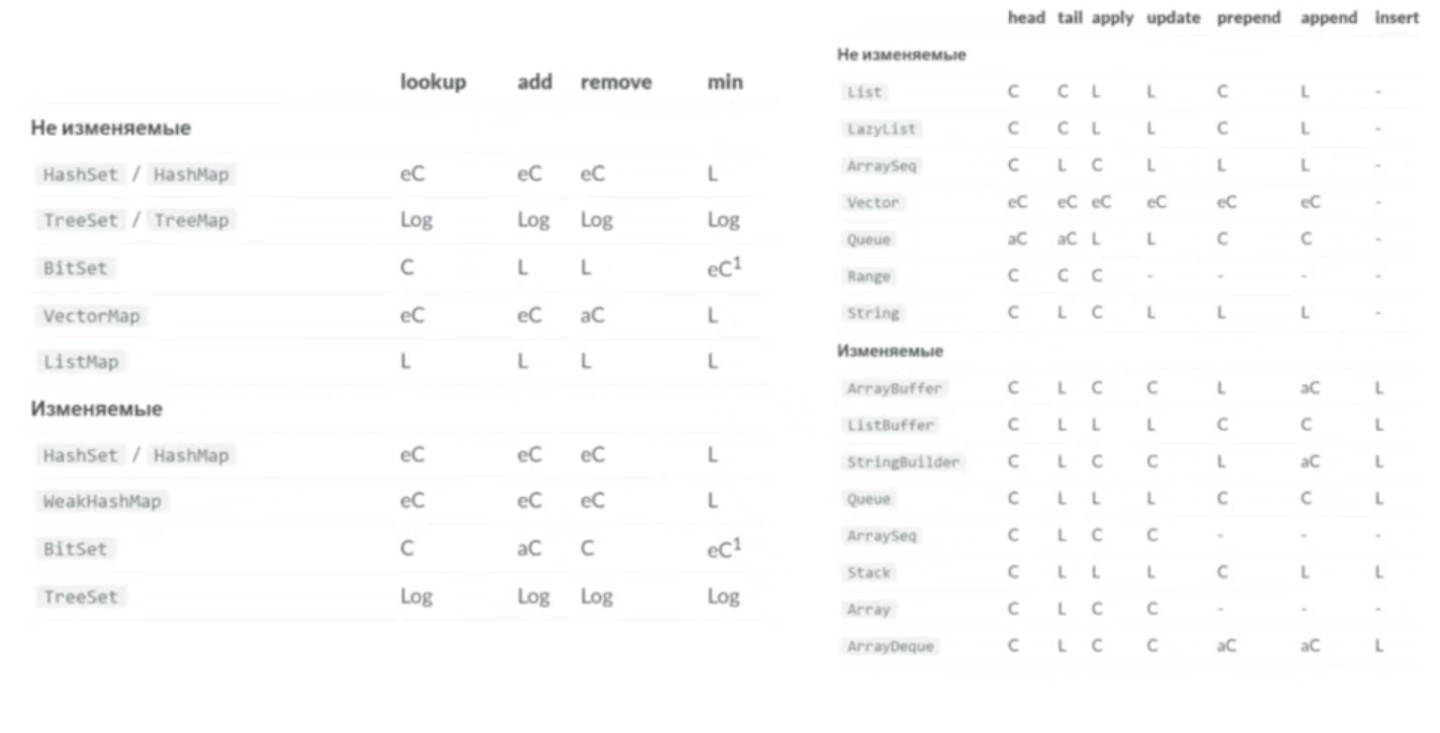 lookup add remove min
Не изменяемые
HashSet / HashMap eC eC eC L
TreeSet / TreeMap Log Log Log Log
BitSet C L L eC¹
VectorMap eC eC aC L
ListMap L L L L
Изменяемые
HashSet / HashMap eC eC eC L
WeakHashMap eC eC eC L
BitSet C aC C eC¹
TreeSet Log Log Log Log
head tail apply update prepend append insert
Не изменяемые
List C C L L C L -
LazyList C C L L C L -
ArraySeq C L C L L L -
Vector eC eC eC eC eC eC -
Queue aC aC L L C C -
Range C C C - - - -
String C L C L L L -
Изменяемые
ArrayBuffer C L C C L aC L
ListBuffer C L L L C C L
StringBuilder C L C C L aC L
Queue C L L L C C L
ArraySeq C L C C - - -
Stack C L L L C L L
Array C L C C - - -
ArrayDeque C L C C aC aC L